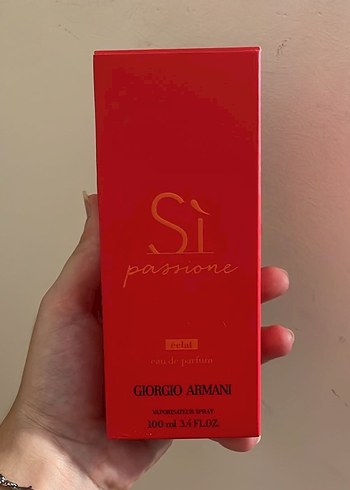 Sì
passione
éclat
eau de parfum
GIORGIO ARMANI
VAPORISATEUR SPRAY
100 ml 3.4 FL.OZ.